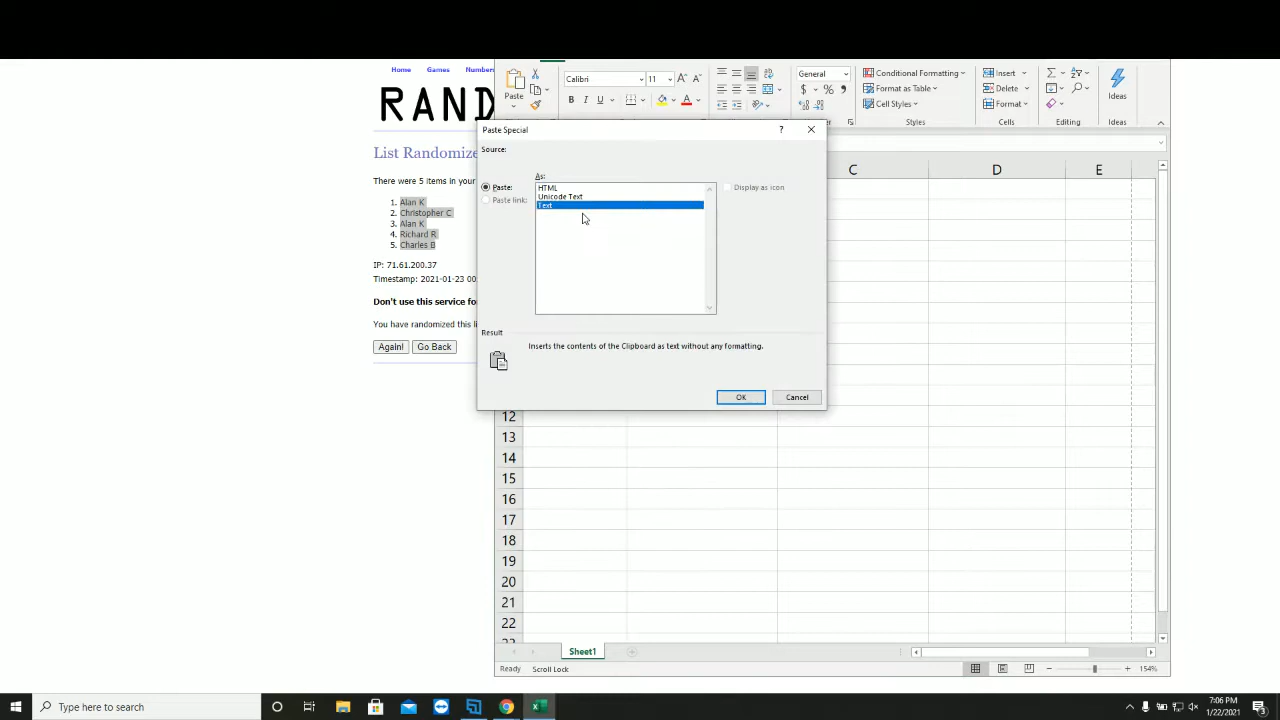 Home Games Numbers
RAND
List Randomize
There were 5 items in your
1. Alan K
2. Christopher C
3. Alan K
4. Richard R
5. Charles B
IP: 71.61.200.37
Timestamp: 2021-01-23 00
Don't use this service fo
You have randomized this li
Again! Go Back
Paste
Calibri 11
B I U
General
$ % ,
Conditional Formatting
Format as Table
Cell Styles
Styles
Insert
Delete
Format
Cells
Editing
Ideas
Ideas
Paste Special
?
Source:
As:
Paste:
Paste link:
HTML
Unicode Text
Text
Display as icon
Result
Inserts the contents of the Clipboard as text without any formatting.
OK Cancel
C D E
12
13
14
15
16
17
18
19
20
21
22
23
Sheet1
Ready Scroll Lock
154%
Type here to search
7:06 PM
1/22/2021
3